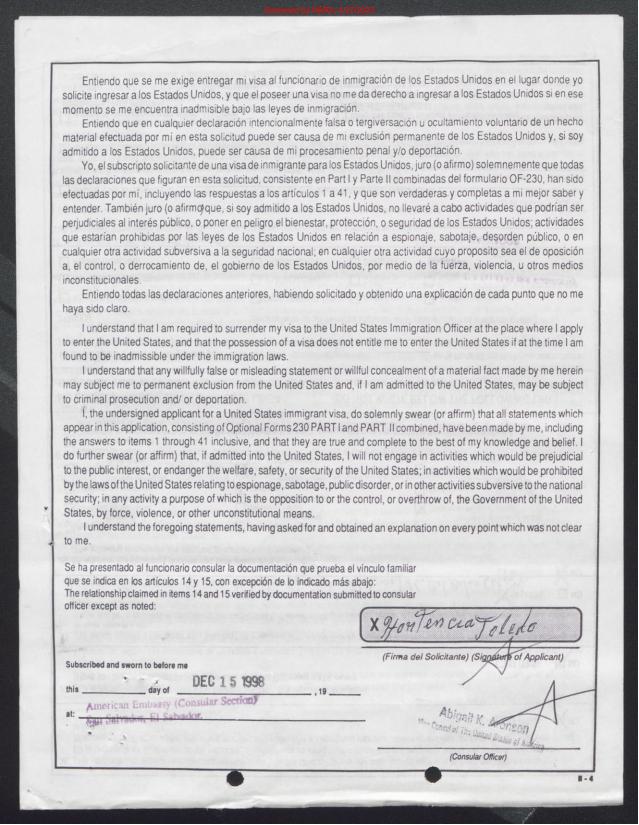 Entiendo que se me exige entregar mi visa al funcionario de inmigración de los Estados Unidos en el lugar donde yo
solicite ingresar a los Estados Unidos, y que el poseer una visa no me da derecho a ingresar a los Estados Unidos si en ese
momento se me encuentra inadmisible bajo las leyes de inmigración.
Entiendo que en cualquier declaración intencionalmente falsa o tergiversación u ocultamiento voluntario de un hecho
material efectuada por mí en esta solicitud puede ser causa de mi exclusión permanente de los Estados Unidos y, si soy
admitido a los Estados Unidos, puede ser causa de mi procesamiento penal y/o deportación.
Yo, el subscripto solicitante de una visa de inmigrante para los Estados Unidos, juro (o afirmo) solemnemente que todas
las declaraciones que figuran en esta solicitud, consistente en Part I y Parte II combinadas del formulario OF-230, han sido
efectuadas por mí, incluyendo las respuestas a los artículos 1 a 41, y que son verdaderas y completas a mi mejor saber y
entender. También juro (o afirmo que, si soy admitido a los Estados Unidos, no llevaré a cabo actividades que podrían ser
perjudiciales al interés público, o poner en peligro el bienestar, protección, o seguridad de los Estados Unidos; actividades
que estarían prohibidas por las leyes de los Estados Unidos en relación a espionaje, sabotaje, desorden público, o en
cualquier otra actividad subversiva a la seguridad nacional; en cualquier otra actividad cuyo proposito sea el de oposición
a, el control, o derrocamiento de, el gobierno de los Estados Unidos, por medio de la fuerza, violencia, u otros medios
inconstitucionales.
Entiendo todas las declaraciones anteriores, habiendo solicitado y obtenido una explicación de cada punto que no me
haya sido claro.
I understand that I am required to surrender my visa to the United States Immigration Officer at the place where I apply
to enter the United States, and that the possession of a visa does not entitle me to enter the United States if at the time I am
found to be inadmissible under the immigration laws.
I understand that any willfully false or misleading statement or willful concealment of a material fact made by me herein
may subject me to permanent exclusion from the United States and, if I am admitted to the United States, may be subject
to criminal prosecution and/ or deportation.
I, the undersigned applicant for a United States immigrant visa, do solemnly swear (or affirm) that all statements which
appear in this application, consisting of Optional Forms 230 PART I and PART II combined, have been made by me, including
the answers to items 1 through 41 inclusive, and that they are true and complete to the best of my knowledge and belief. I
do further swear (or affirm) that, if admitted into the United States, I will not engage in activities which would be prejudicial
to the public interest, or endanger the welfare, safety, or security of the United States; in activities which would be prohibited
by the laws of the United States relating to espionage, sabotage, public disorder, or in other activities subversive to the national
security; in any activity a purpose of which is the opposition to or the control, or overthrow of, the Government of the United
States, by force, violence, or other unconstitutional means.
I understand the foregoing statements, having asked for and obtained an explanation on every point which was not clear
to me.
Se ha presentado al funcionario consular la documentación que prueba el vínculo familiar
que se indica en los artículos 14 y 15, con excepción de lo indicado más abajo:
The relationship claimed in items 14 and 15 verified by documentation submitted to consular
officer except as noted:
X Hortencia Toledo
(Firma del Solicitante) (Signature of Applicant)
Subscribed and sworn to before me
this day of DEC 15 1998, 19
American Embassy (Consular Section)
at: San Salvador, El Salvador.
Abigail K. Aronson
Vice Consul of the United States of America
(Consular Officer)
II - 4